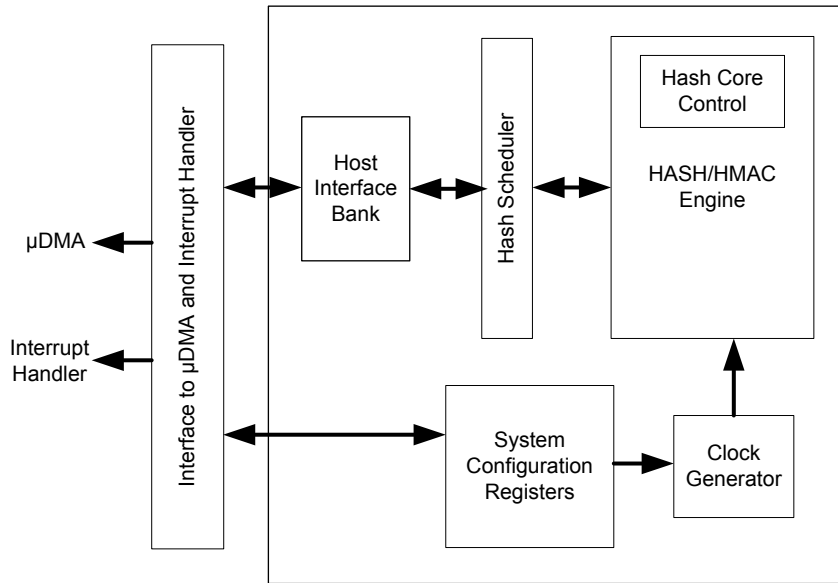 Interface to µDMA and Interrupt Handler
µDMA
Interrupt
Handler
Host
Interface
Bank
Hash Scheduler
Hash Core
Control
HASH/HMAC
Engine
System
Configuration
Registers
Clock
Generator